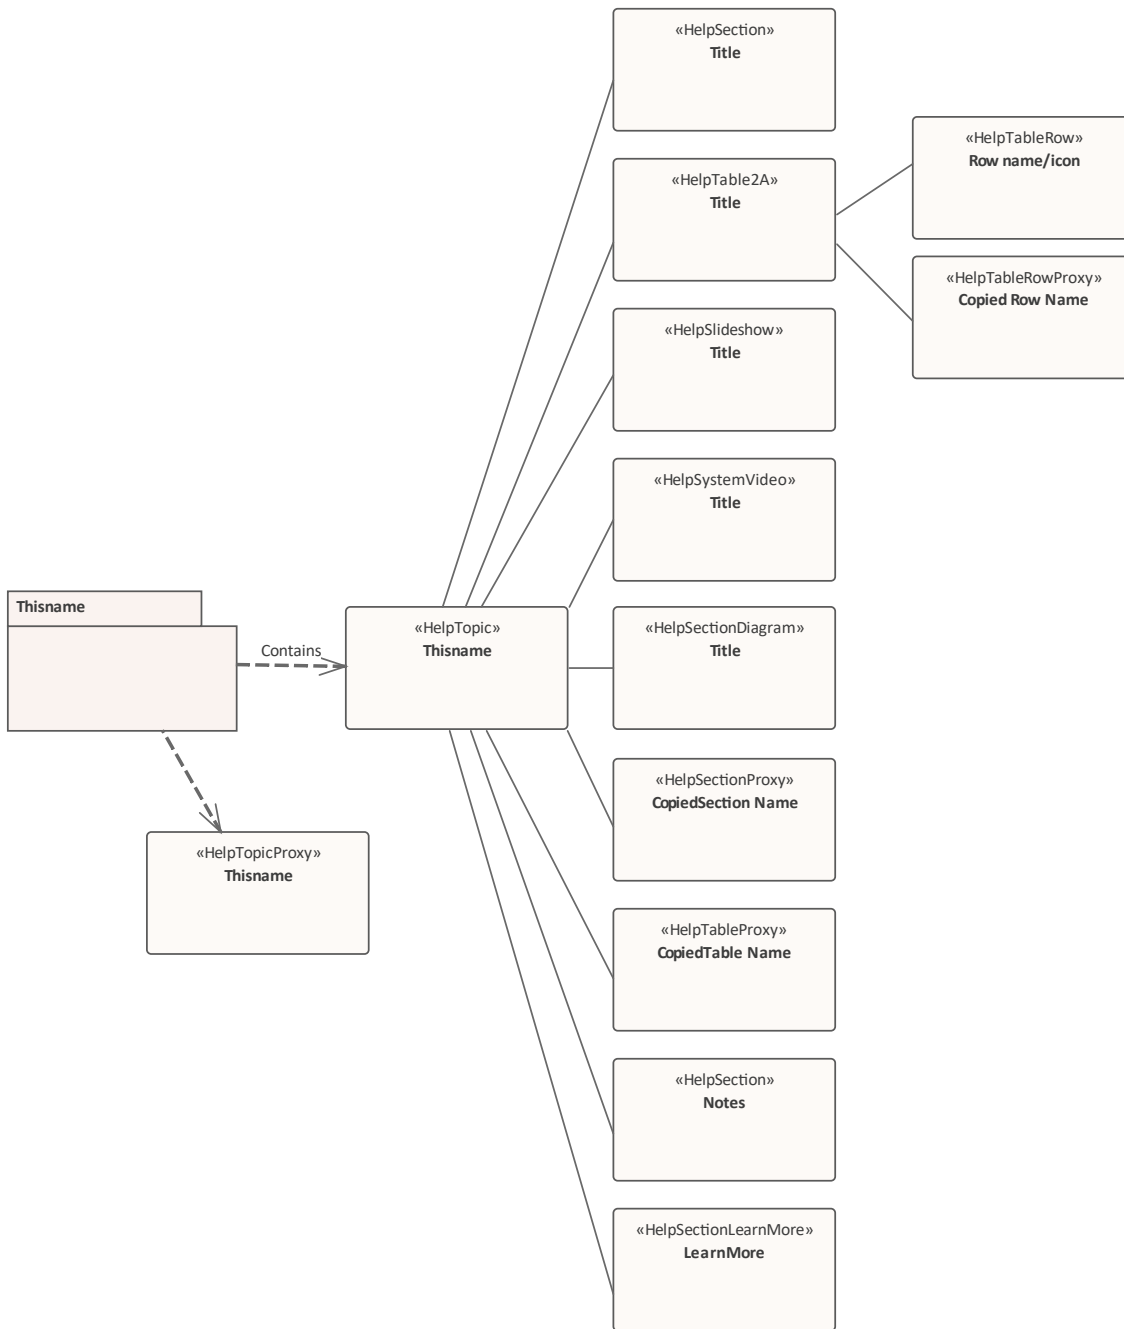 «HelpSection»
Title
«HelpTableRow»
Row name/icon
«HelpTable2A»
Title
«HelpTableRowProxy»
Copied Row Name
«HelpSlideshow»
Title
«HelpSystemVideo»
Title
Thisname
Contains
«HelpTopic»
Thisname
«HelpSectionDiagram»
Title
«HelpSectionProxy»
CopiedSection Name
«HelpTopicProxy»
Thisname
«HelpTableProxy»
CopiedTable Name
«HelpSection»
Notes
«HelpSectionLearnMore»
LearnMore